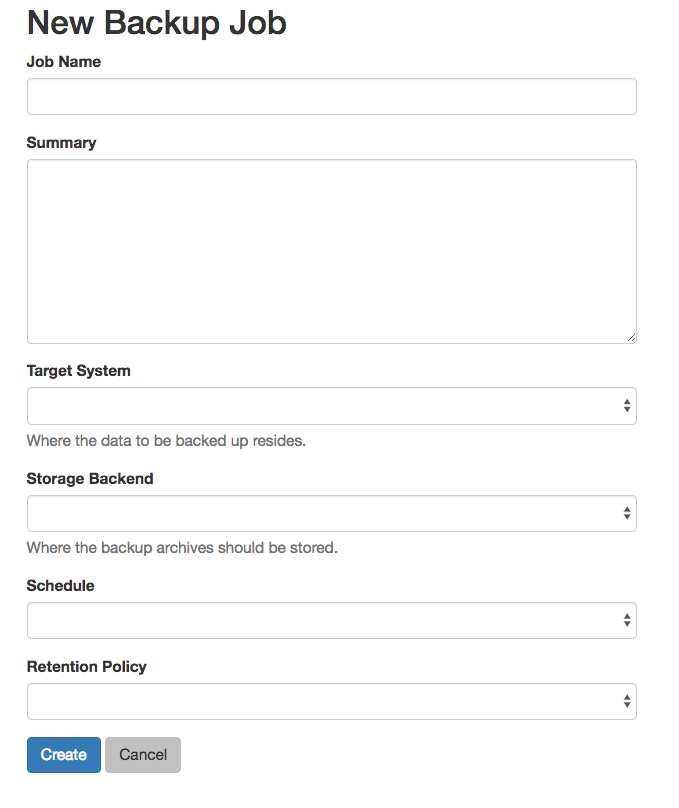 New Backup Job
Job Name
Summary
Target System
Where the data to be backed up resides.
Storage Backend
Where the backup archives should be stored.
Schedule
Retention Policy
Create Cancel